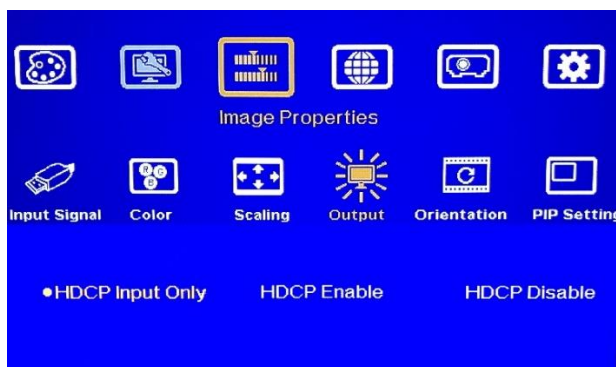 Image Properties
Input Signal Color Scaling Output Orientation PIP Setting
R G B
•HDCP Input Only HDCP Enable HDCP Disable